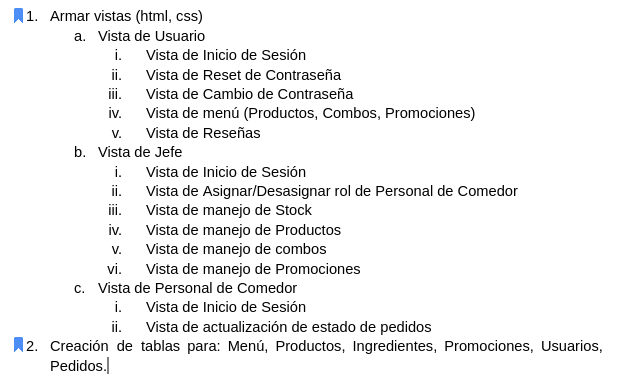 1. Armar vistas (html, css)
a. Vista de Usuario
i. Vista de Inicio de Sesión
ii. Vista de Reset de Contraseña
iii. Vista de Cambio de Contraseña
iv. Vista de menú (Productos, Combos, Promociones)
v. Vista de Reseñas
b. Vista de Jefe
i. Vista de Inicio de Sesión
ii. Vista de Asignar/Desasignar rol de Personal de Comedor
iii. Vista de manejo de Stock
iv. Vista de manejo de Productos
v. Vista de manejo de combos
vi. Vista de manejo de Promociones
c. Vista de Personal de Comedor
i. Vista de Inicio de Sesión
ii. Vista de actualización de estado de pedidos
2. Creación de tablas para: Menú, Productos, Ingredientes, Promociones, Usuarios,
Pedidos.